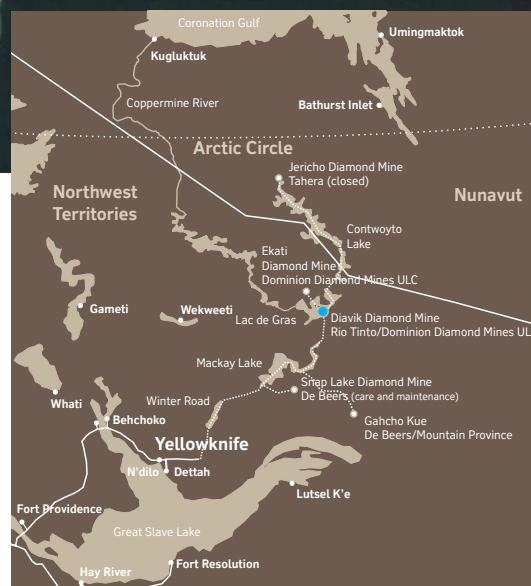 Coronation Gulf
Umingmaktok
Kugluktuk
Coppermine River
Bathurst Inlet
Arctic Circle
Jericho Diamond Mine
Tahera (closed)
Northwest
Territories
Nunavut
Contwoyto
Lake
Ekati
Diamond Mine
Dominion Diamond Mines ULC
Gameti
Wekweeti
Lac de Gras
Diavik Diamond Mine
Rio Tinto/Dominion Diamond Mines UL
Mackay Lake
Snap Lake Diamond Mine
De Beers (care and maintenance)
Whati
Winter Road
Behchoko
Gahcho Kue
De Beers/Mountain Province
Yellowknife
N'dilo
Dettah
Lutsel K'e
Fort Providence
Great Slave Lake
Hay River
Fort Resolution